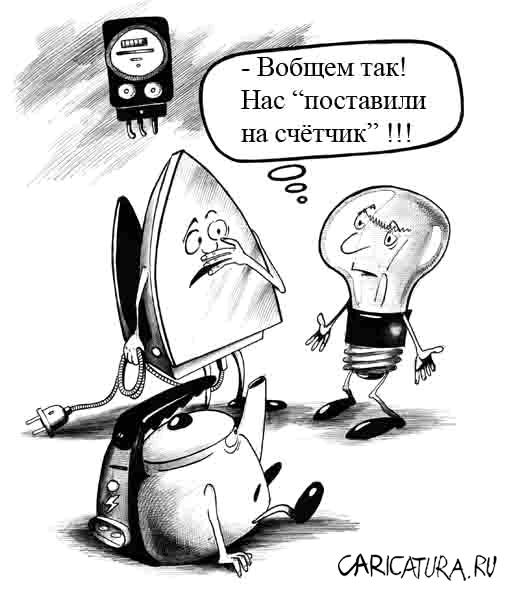 - Вобщем так!
Нас “поставили
на счётчик” !!!
CARICATURA.RU